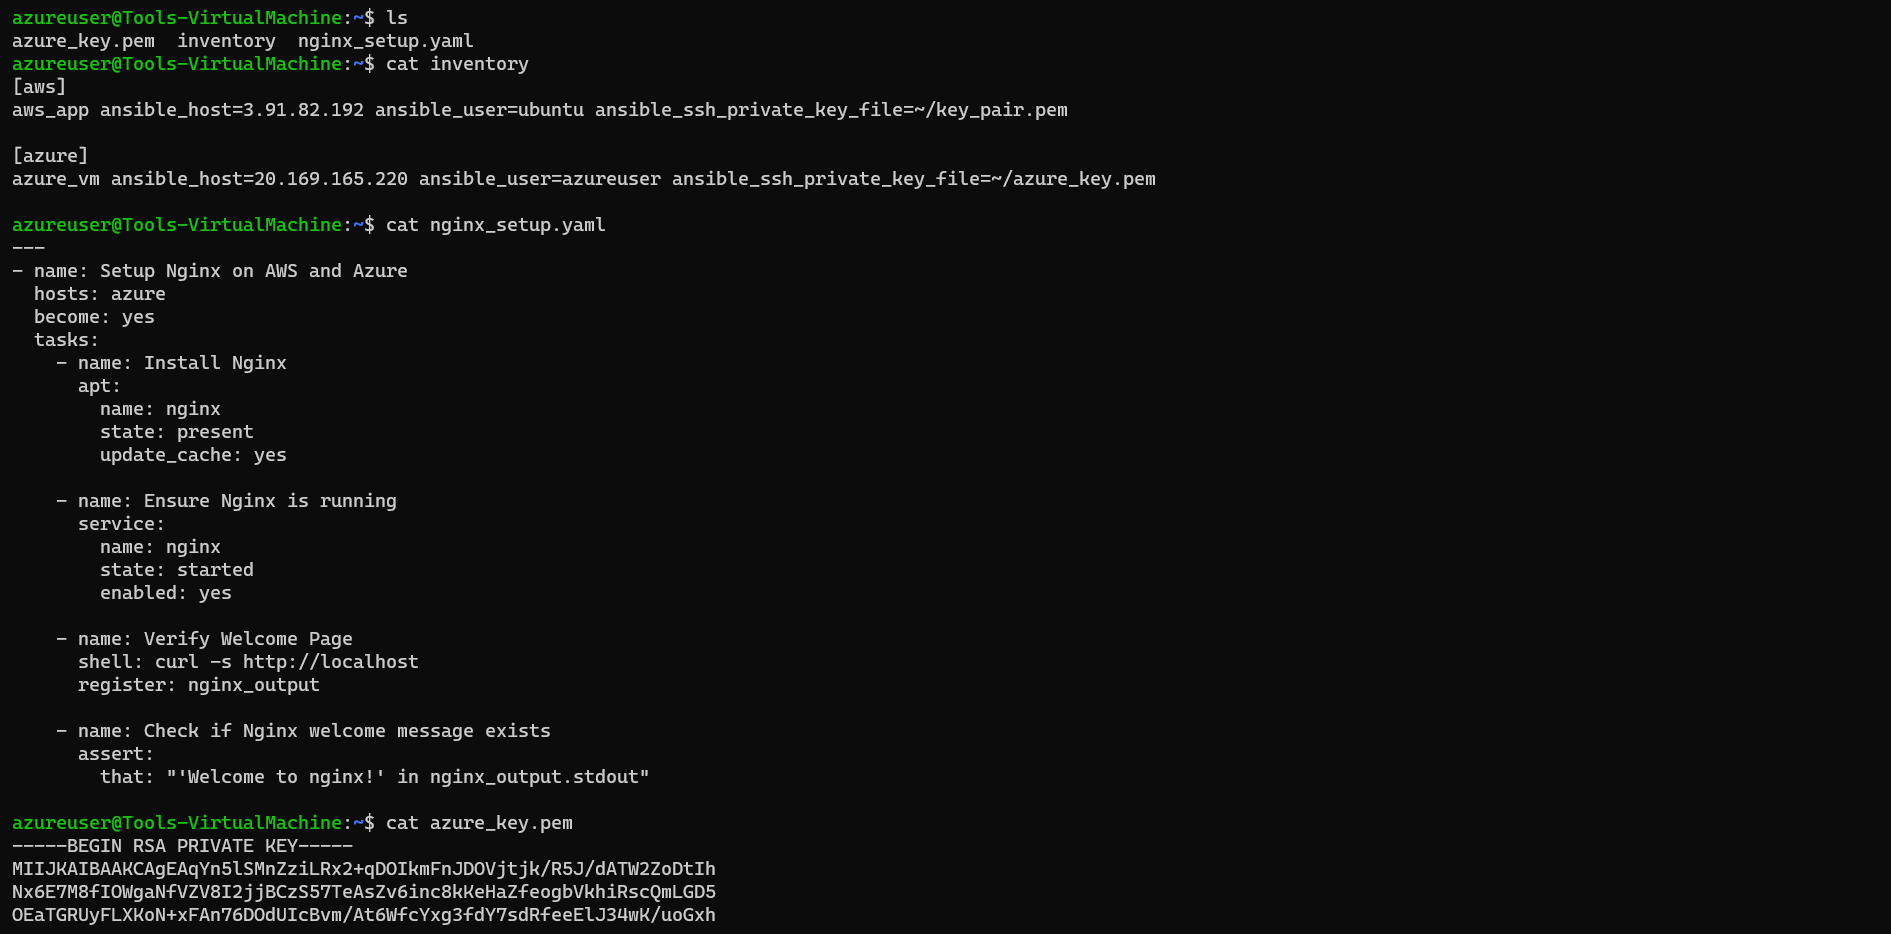 azureuser@Tools-VirtualMachine:~$ ls
azure_key.pem  inventory  nginx_setup.yaml
azureuser@Tools-VirtualMachine:~$ cat inventory
[aws]
aws_app ansible_host=3.91.82.192 ansible_user=ubuntu ansible_ssh_private_key_file=~/key_pair.pem

[azure]
azure_vm ansible_host=20.169.165.220 ansible_user=azureuser ansible_ssh_private_key_file=~/azure_key.pem

azureuser@Tools-VirtualMachine:~$ cat nginx_setup.yaml
---
- name: Setup Nginx on AWS and Azure
  hosts: azure
  become: yes
  tasks:
    - name: Install Nginx
      apt:
        name: nginx
        state: present
        update_cache: yes

    - name: Ensure Nginx is running
      service:
        name: nginx
        state: started
        enabled: yes

    - name: Verify Welcome Page
      shell: curl -s http://localhost
      register: nginx_output

    - name: Check if Nginx welcome message exists
      assert:
        that: "'Welcome to nginx!' in nginx_output.stdout"

azureuser@Tools-VirtualMachine:~$ cat azure_key.pem
-----BEGIN RSA PRIVATE KEY-----
MIIJKAIBAAKCAgEAqYn5lSMnZziLRx2+qDOIkmFnJDOVjtjk/R5J/dATW2ZoDtIh
Nx6E7M8fIOWgaNfVZV8I2jjBCzS57TeAsZv6inc8kKeHaZfeogbVkhiRscQmLGD5
OEaTGRUyFLXKoN+xFAn76DOdUIcBvm/At6WfcYxg3fdY7sdRfeeElJ34wK/uoGxh